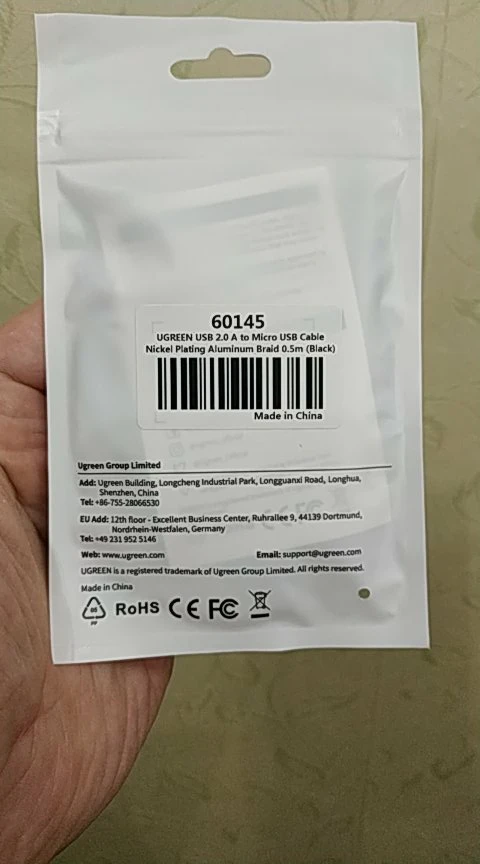 60145
UGREEN USB 2.0 A to Micro USB Cable
Nickel Plating Aluminum Braid 0.5m (Black)
Made in China
Ugreen Group Limited
Add: Ugreen Building, Longcheng Industrial Park, Longguanxi Road, Longhua,
Shenzhen, China
Tel: +86-755-28066530
EU Add: 12th floor - Excellent Business Center, Ruhrallee 9, 44139 Dortmund,
Nordrhein-Westfalen, Germany
Tel: +49 231 952 5146
Web: www.ugreen.com Email: support@ugreen.com
UGREEN is a registered trademark of Ugreen Group Limited. All rights reserved.
Made in China
05 RoHS CE FC
PP